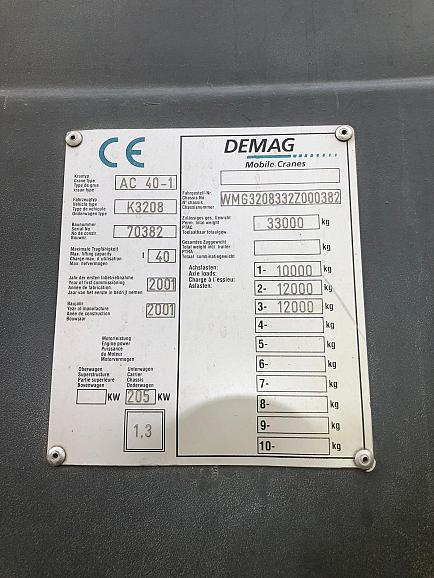 CE
DEMAG
Mobile Cranes
Krantyp
Crane type
Type de grue
kraan type
AC 40-1
Fahrzeugtyp
Vehicle type
Type de véhicule
Onderwagen type
K3208
Baunummer
Serial No
No de constr.
Bouwnr.
70382
Maximale Tragfähigkeit
Max. lifting capacity
Charge max. d utilisation
Max. hefvermogen
t 40
Jahr der ersten Inbetriebnahme
Year of first commissioning
Année de fabrication
Jaar van het eerste in bedrijf nemen
2001
Baujahr
Year of manufacture
Année de construction
Bouwjaar
2001
Motorleistung
Engine power
Puissance
du Moteur
Motorvermogen
Oberwagen
Superstructure
Partie supérieure
Bovenwagen
KW
Unterwagen
Carrier
Chassis
Onderwagen
205 KW
1,3
Fahrgestell-Nr.
Chassis No
N° chassis
Chassisnummer
WMG3208332Z000382
Zulässiges ges. Gewicht
Perm. total weight
PTAC
Toelaatbaar totaalgew.
33000 kg
Gesamtes Zuggewicht
Total weight incl. trailer
PTRA
Totaal combinatiegewicht
kg
Achslasten:
Axle loads:
Charge à l'essieu:
Aslasten:
1- 10000 kg
2- 12000 kg
3- 12000 kg
4- kg
5- kg
6- kg
7- kg
8- kg
9- kg
10- kg